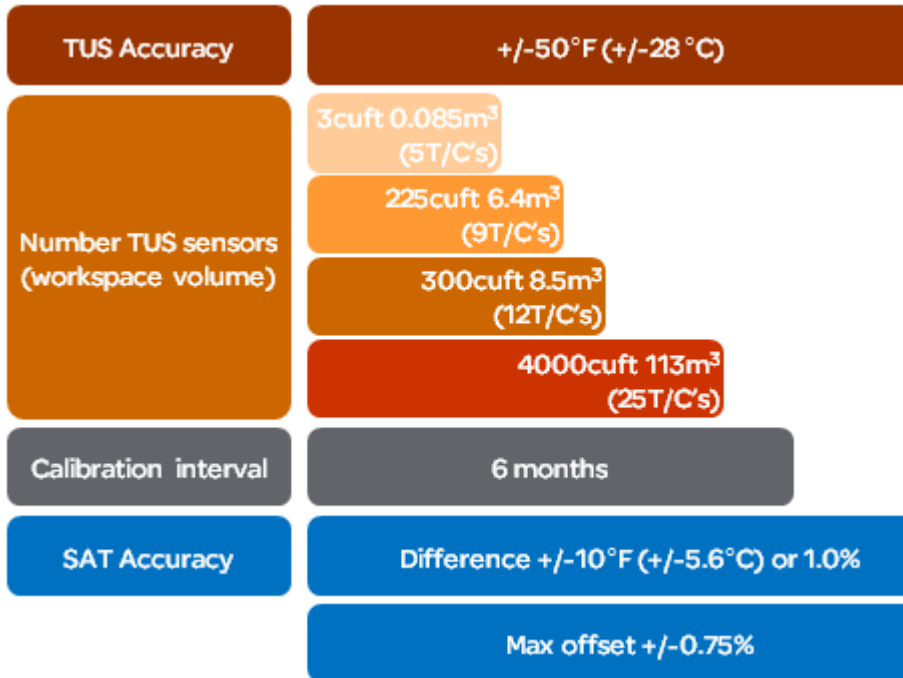 TUS Accuracy
+/-50°F (+/-28 °C)
Number TUS sensors
(workspace volume)
3cuft 0.085m³
(5T/C's)
225cuft 6.4m³
(9T/C's)
300cuft 8.5m³
(12T/C's)
4000cuft 113m³
(25T/C's)
Calibration interval
6 months
SAT Accuracy
Difference +/-10°F (+/-5.6°C) or 1.0%
Max offset +/-0.75%